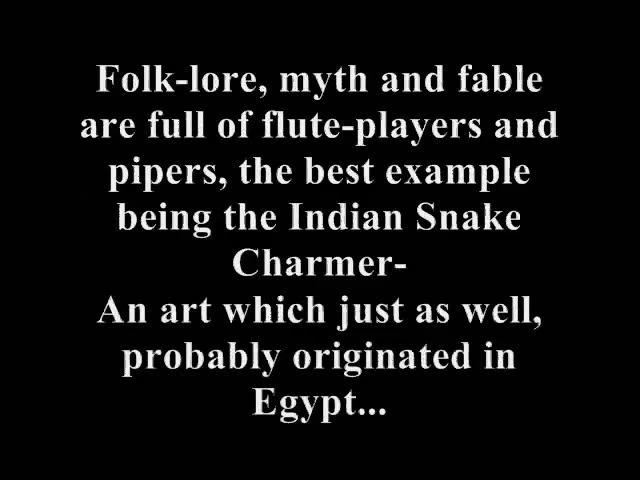 Folk-lore, myth and fable
are full of flute-players and
pipers, the best example
being the Indian Snake
Charmer-
An art which just as well,
probably originated in
Egypt...